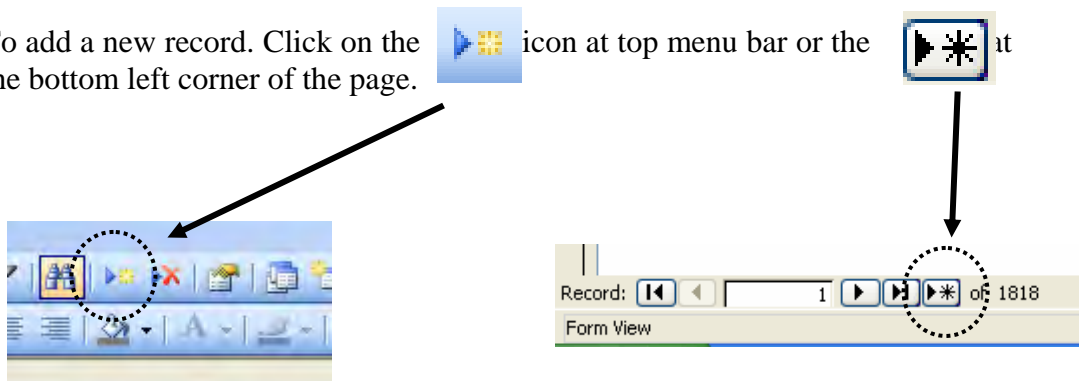 o add a new record. Click on the icon at top menu bar or the at
he bottom left corner of the page.
A
Record: 1 of 1818
Form View